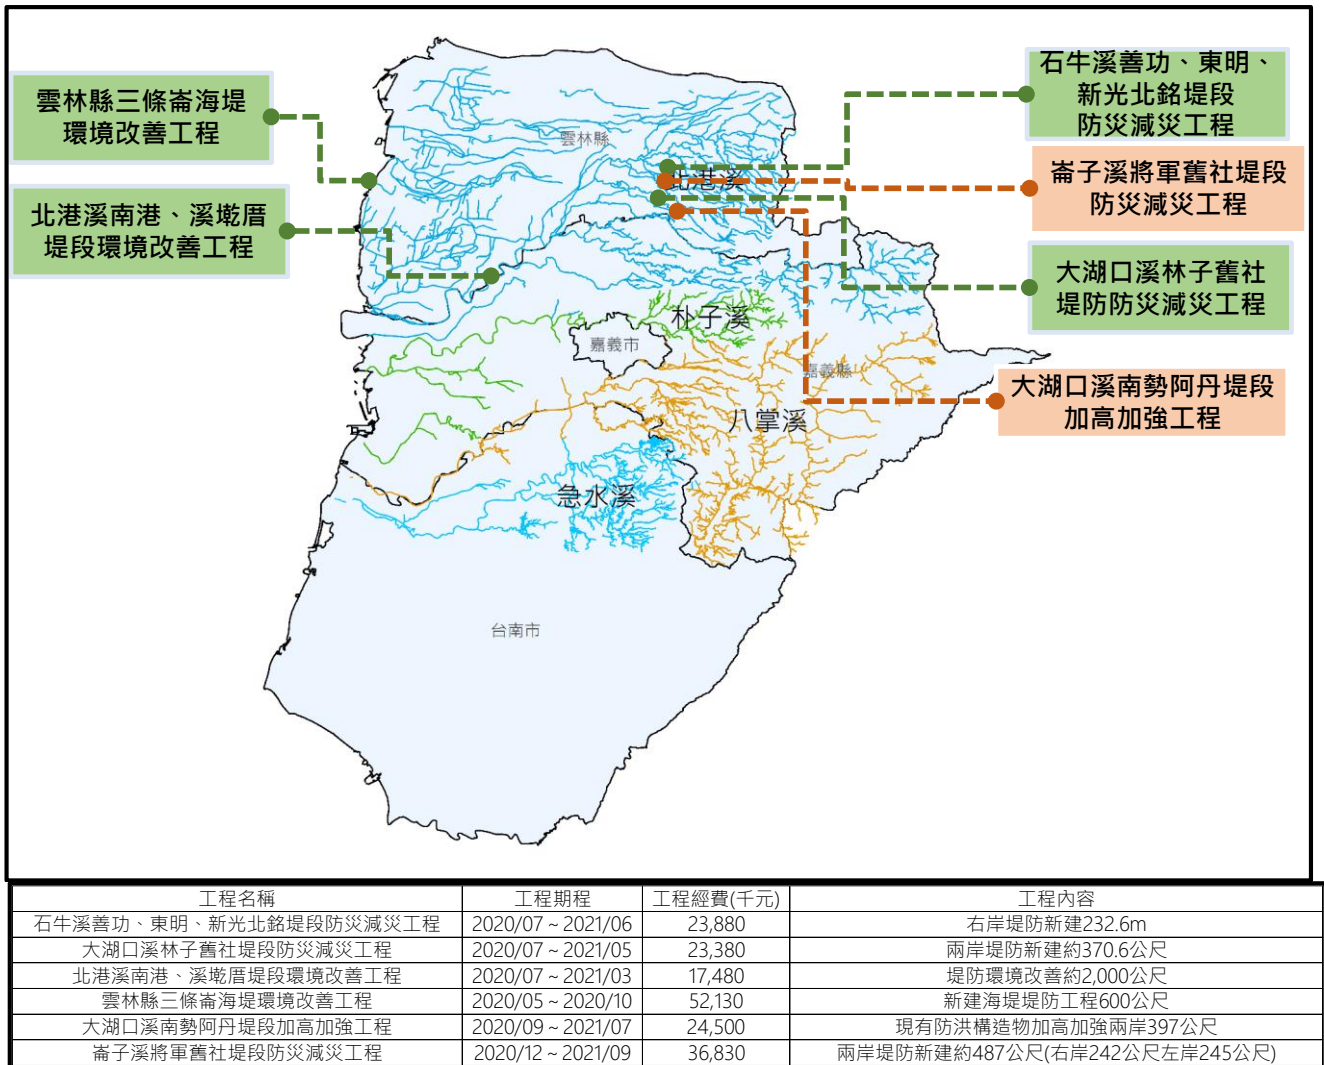 雲林縣三條崙海堤
環境改善工程
北港溪南港、溪墘厝
堤段環境改善工程
石牛溪善功、東明、
新光北銘堤段
防災減災工程
崙子溪將軍舊社堤段
防災減災工程
大湖口溪林子舊社
堤防防災減災工程
大湖口溪南勢阿丹堤段
加高加強工程
雲林縣
北港溪
朴子溪
嘉義市
嘉義縣
八掌溪
急水溪
台南市
工程名稱 工程期程 工程經費(千元) 工程內容
石牛溪善功、東明、新光北銘堤段防災減災工程 2020/07 ~ 2021/06 23,880 右岸堤防新建232.6m
大湖口溪林子舊社堤段防災減災工程 2020/07 ~ 2021/05 23,380 兩岸堤防新建約370.6公尺
北港溪南港、溪墘厝堤段環境改善工程 2020/07 ~ 2021/03 17,480 堤防環境改善約2,000公尺
雲林縣三條崙海堤環境改善工程 2020/05 ~ 2020/10 52,130 新建海堤堤防工程600公尺
大湖口溪南勢阿丹堤段加高加強工程 2020/09 ~ 2021/07 24,500 現有防洪構造物加高加強兩岸397公尺
崙子溪將軍舊社堤段防災減災工程 2020/12 ~ 2021/09 36,830 兩岸堤防新建約487公尺(右岸242公尺左岸245公尺)